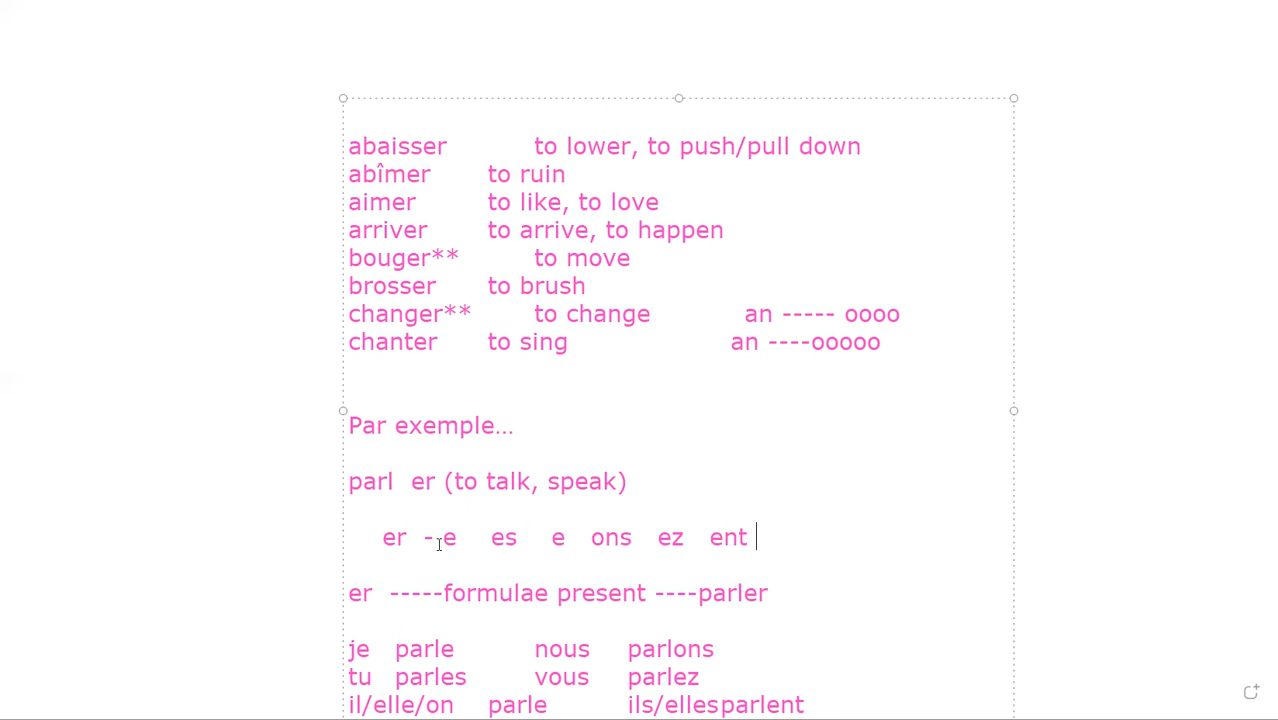 abaisser to lower, to push/pull down
abîmer to ruin
aimer to like, to love
arriver to arrive, to happen
bouger** to move
brosser to brush
changer** to change an ----- oooo
chanter to sing an ----ooooo
Par exemple…
parl er (to talk, speak)
er - e es e ons ez ent
er -----formulae present ----parler
je parle nous parlons
tu parles vous parlez
il/elle/on parle ils/ellesparlent